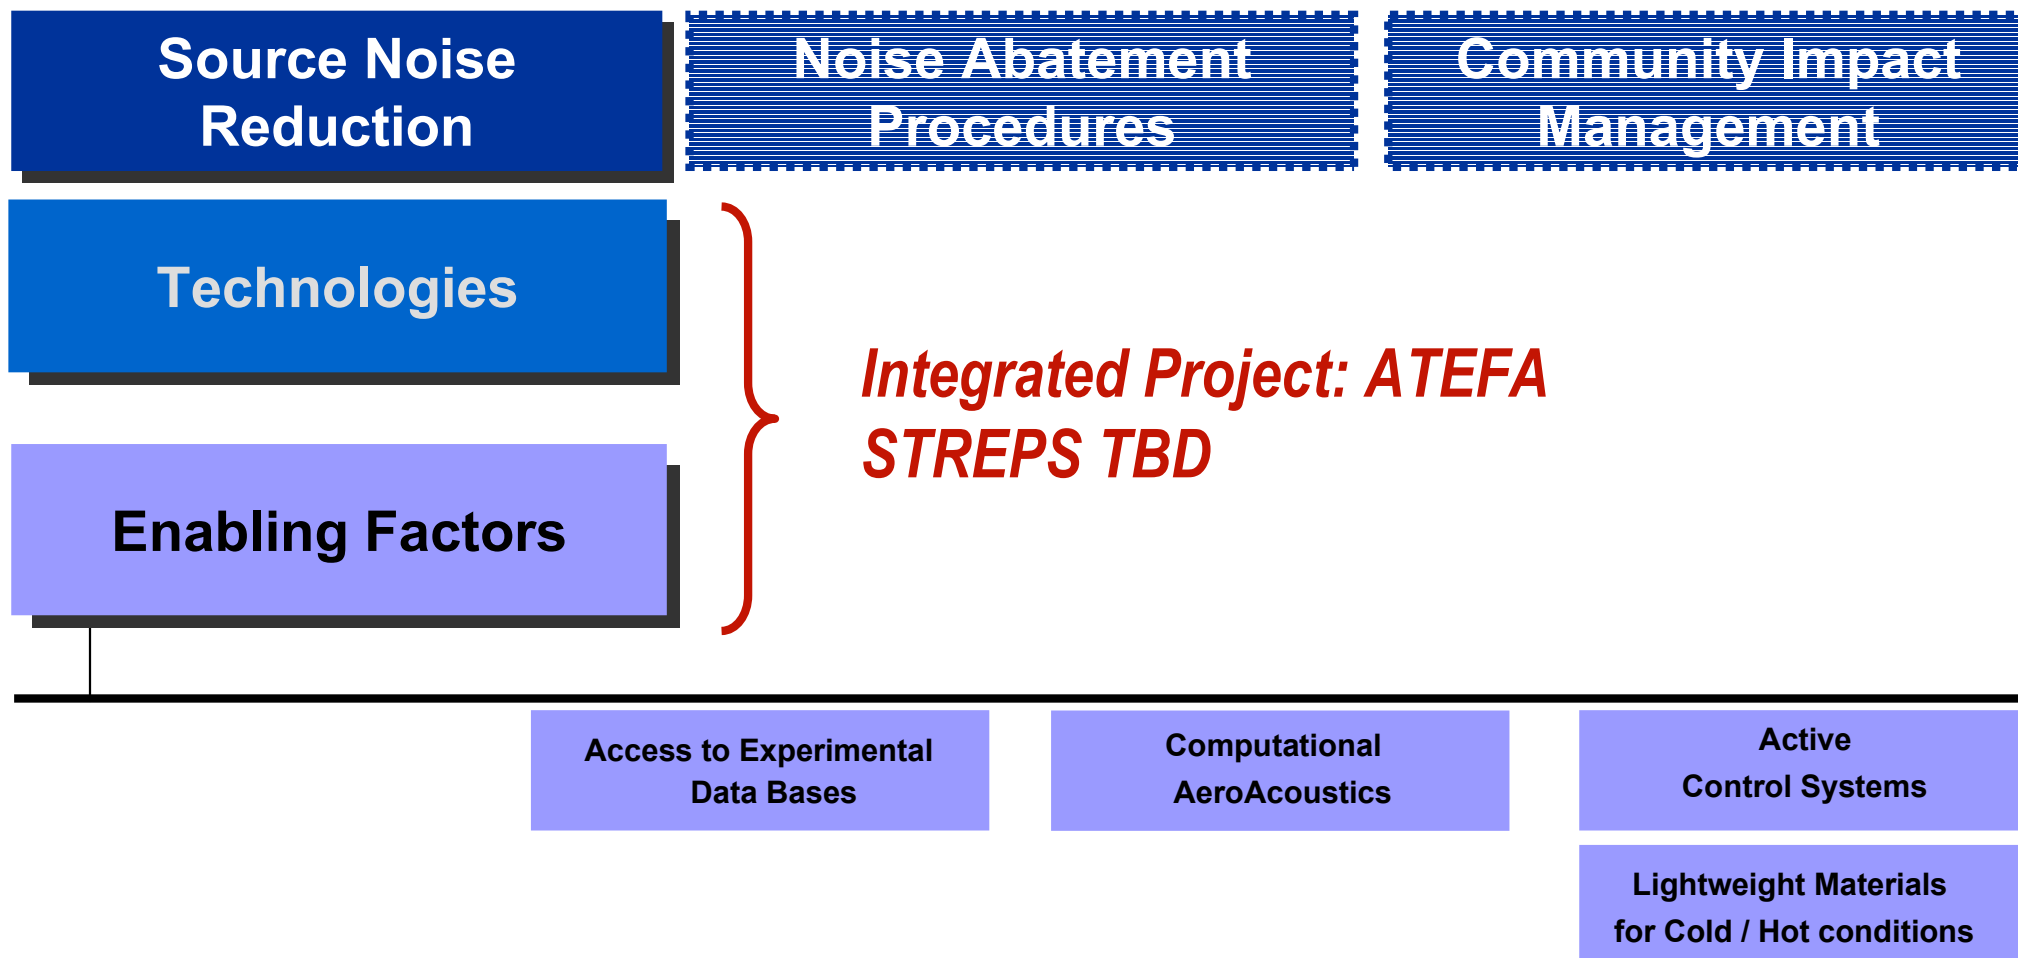 Source Noise
Reduction
Noise Abatement
Procedures
Community Impact
Management
Technologies
Integrated Project: ATEFA
STREPS TBD
Enabling Factors
Access to Experimental
Data Bases
Computational
AeroAcoustics
Active
Control Systems
Lightweight Materials
for Cold / Hot conditions